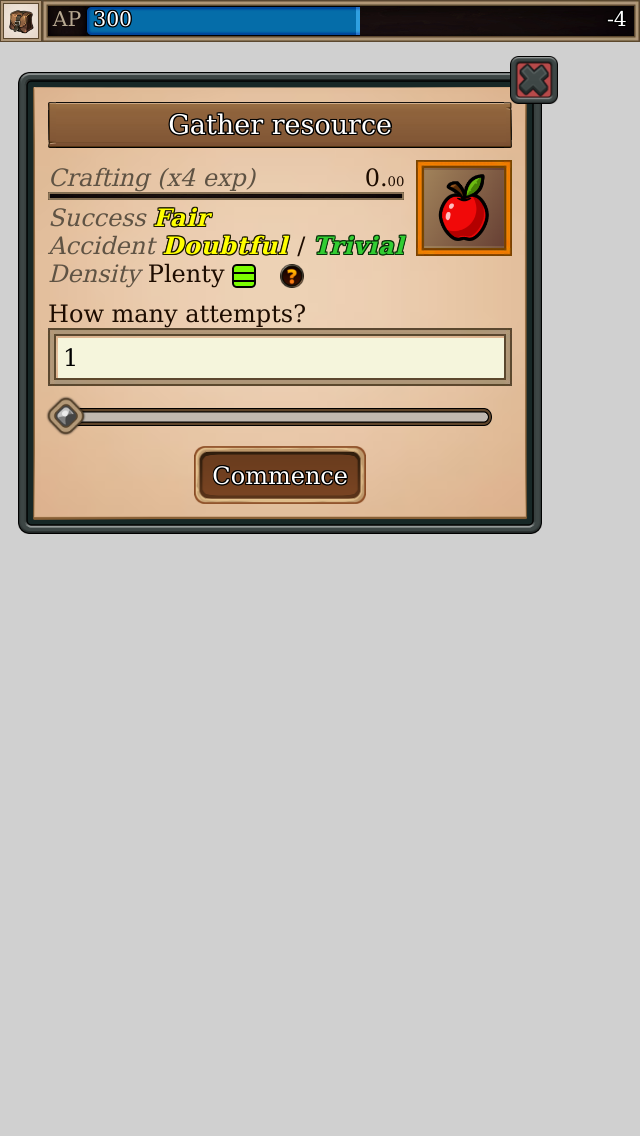 AP 300 -4
Gather resource
Crafting (x4 exp) 0.00
Success Fair
Accident Doubtful / Trivial
Density Plenty ?
How many attempts?
1
Commence